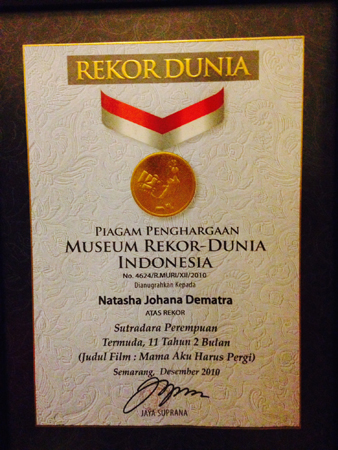 REKOR DUNIA
PIAGAM PENGHARGAAN
MUSEUM REKOR-DUNIA
INDONESIA
No. 4624/R.MURI/XII/2010
Dianugrahkan Kepada
Natasha Johana Dematra
ATAS REKOR
Sutradara Perempuan
Termuda, 11 Tahun 2 Bulan
(Judul Film : Mama Aku Harus Pergi)
Semarang, Desember 2010
JAYA SUPRANA